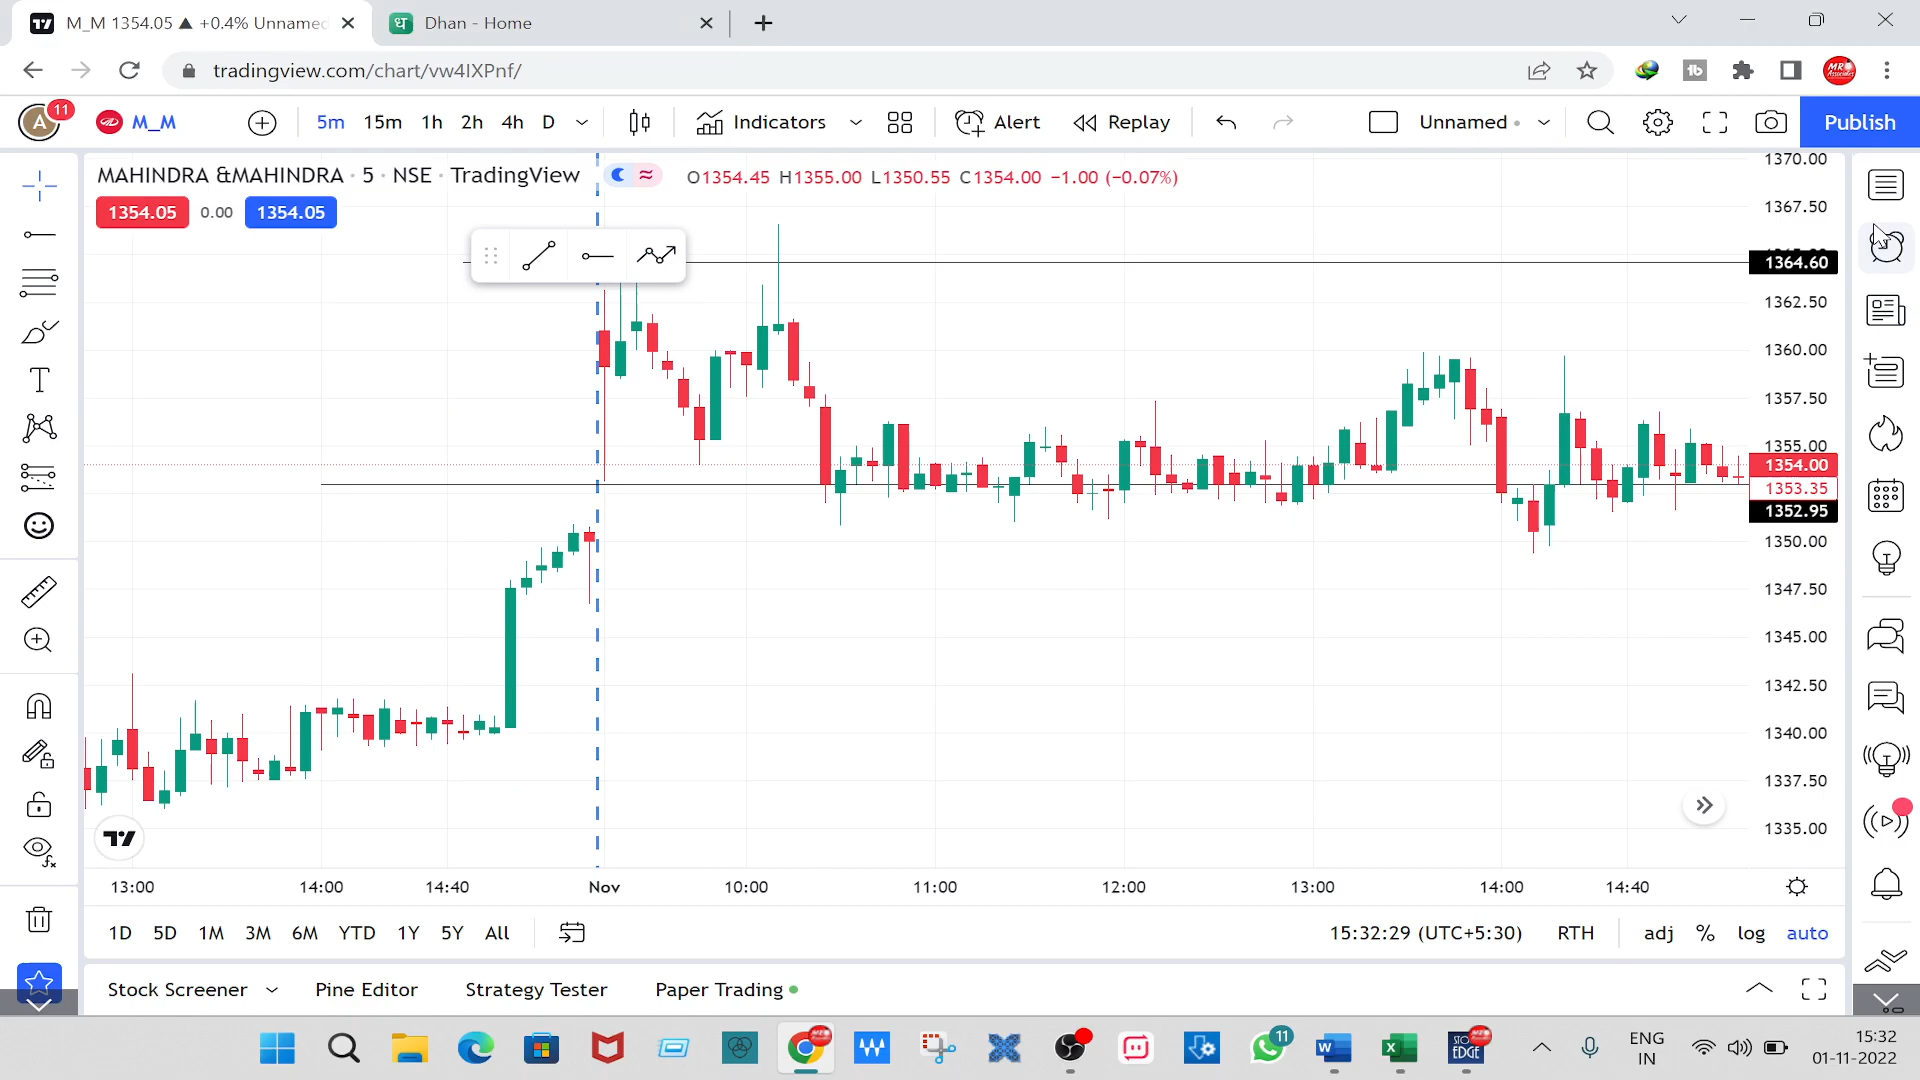 M_M 1354.05 ▲ +0.4% Unnamed
Dhan - Home
tradingview.com/chart/vw4IXPnf/
A 11
M_M
5m 15m 1h 2h 4h D
Indicators
Alert
Replay
Unnamed
Publish
MAHINDRA &MAHINDRA · 5 · NSE · TradingView
O1354.45 H1355.00 L1350.55 C1354.00 −1.00 (−0.07%)
1354.05 0.00 1354.05
1370.00
1367.50
1364.60
1362.50
1360.00
1357.50
1355.00
1354.00
1353.35
1352.95
1350.00
1347.50
1345.00
1342.50
1340.00
1337.50
1335.00
13:00 14:00 14:40 Nov 10:00 11:00 12:00 13:00 14:00 14:40
1D 5D 1M 3M 6M YTD 1Y 5Y All
15:32:29 (UTC+5:30) RTH adj % log auto
Stock Screener Pine Editor Strategy Tester Paper Trading
11
ENG
IN
15:32
01-11-2022